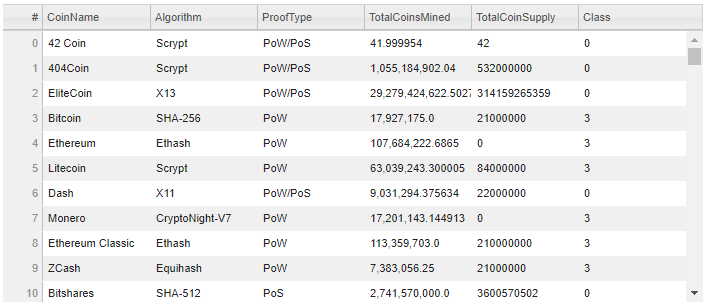 # CoinName Algorithm ProofType TotalCoinsMined TotalCoinSupply Class
0 42 Coin Scrypt PoW/PoS 41.999954 42 0
1 404Coin Scrypt PoW/PoS 1,055,184,902.04 532000000 0
2 EliteCoin X13 PoW/PoS 29,279,424,622.5027 314159265359 0
3 Bitcoin SHA-256 PoW 17,927,175.0 21000000 3
4 Ethereum Ethash PoW 107,684,222.6865 0 3
5 Litecoin Scrypt PoW 63,039,243.300005 84000000 3
6 Dash X11 PoW/PoS 9,031,294.375634 22000000 0
7 Monero CryptoNight-V7 PoW 17,201,143.144913 0 3
8 Ethereum Classic Ethash PoW 113,359,703.0 210000000 3
9 ZCash Equihash PoW 7,383,056.25 21000000 3
10 Bitshares SHA-512 PoS 2,741,570,000.0 3600570502 0